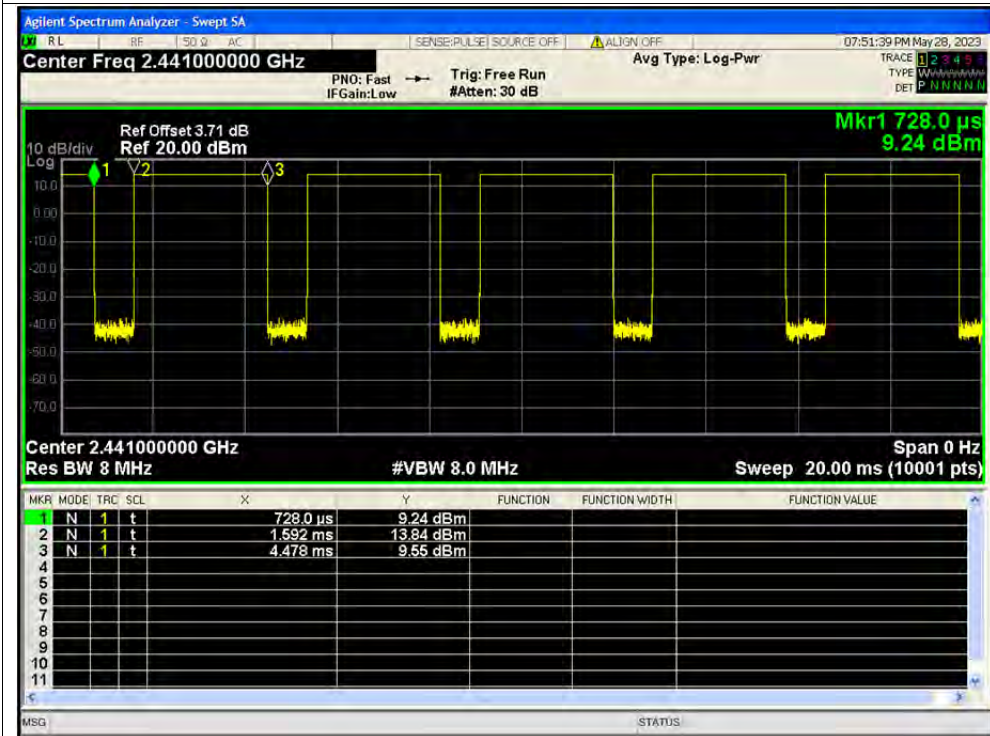 Agilent Spectrum Analyzer - Swept SA
RL RF 50 Ω AC SENSE:PULSE SOURCE OFF ALIGN OFF 07:51:39 PM May 28, 2023
Center Freq 2.441000000 GHz
PNO: Fast
IFGain:Low
Trig: Free Run
#Atten: 30 dB
Avg Type: Log-Pwr
TRACE 1 2 3 4 5 6
TYPE W
DET P N N N N N
Mkr1 728.0 µs
9.24 dBm
Ref Offset 3.71 dB
10 dB/div Ref 20.00 dBm
Log
1 2 3
10.0
0.00
-10.0
-20.0
-30.0
-40.0
-50.0
-60.0
-70.0
Center 2.441000000 GHz Span 0 Hz
Res BW 8 MHz #VBW 8.0 MHz Sweep 20.00 ms (10001 pts)
MKR MODE TRC SCL X Y FUNCTION FUNCTION WIDTH FUNCTION VALUE
1 N 1 t 728.0 µs 9.24 dBm
2 N 1 t 1.592 ms 13.84 dBm
3 N 1 t 4.478 ms 9.55 dBm
4
5
6
7
8
9
10
11
MSG STATUS